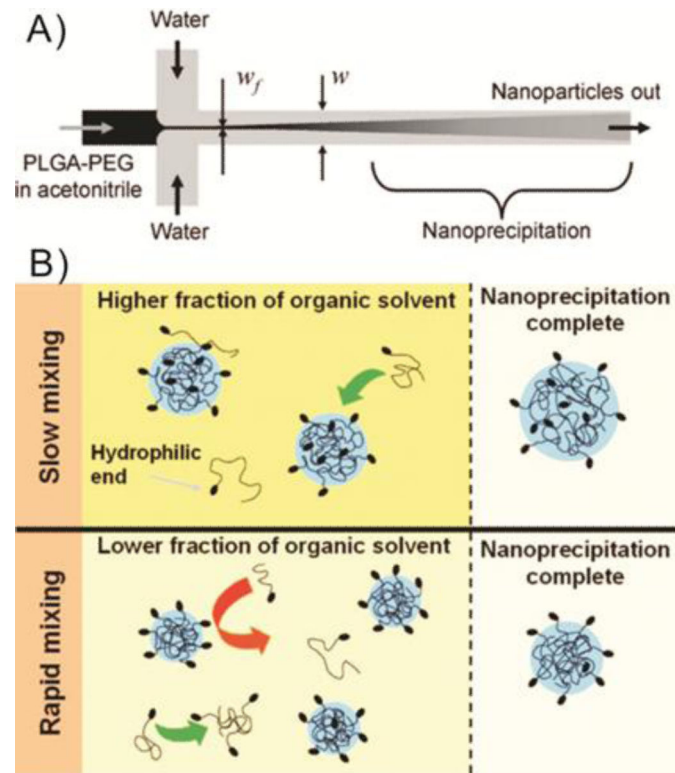 A)
Water
w_f
w
Nanoparticles out
PLGA-PEG
in acetonitrile
Water
Nanoprecipitation
B)
Slow mixing
Higher fraction of organic solvent
Nanoprecipitation
complete
Hydrophilic
end
Rapid mixing
Lower fraction of organic solvent
Nanoprecipitation
complete